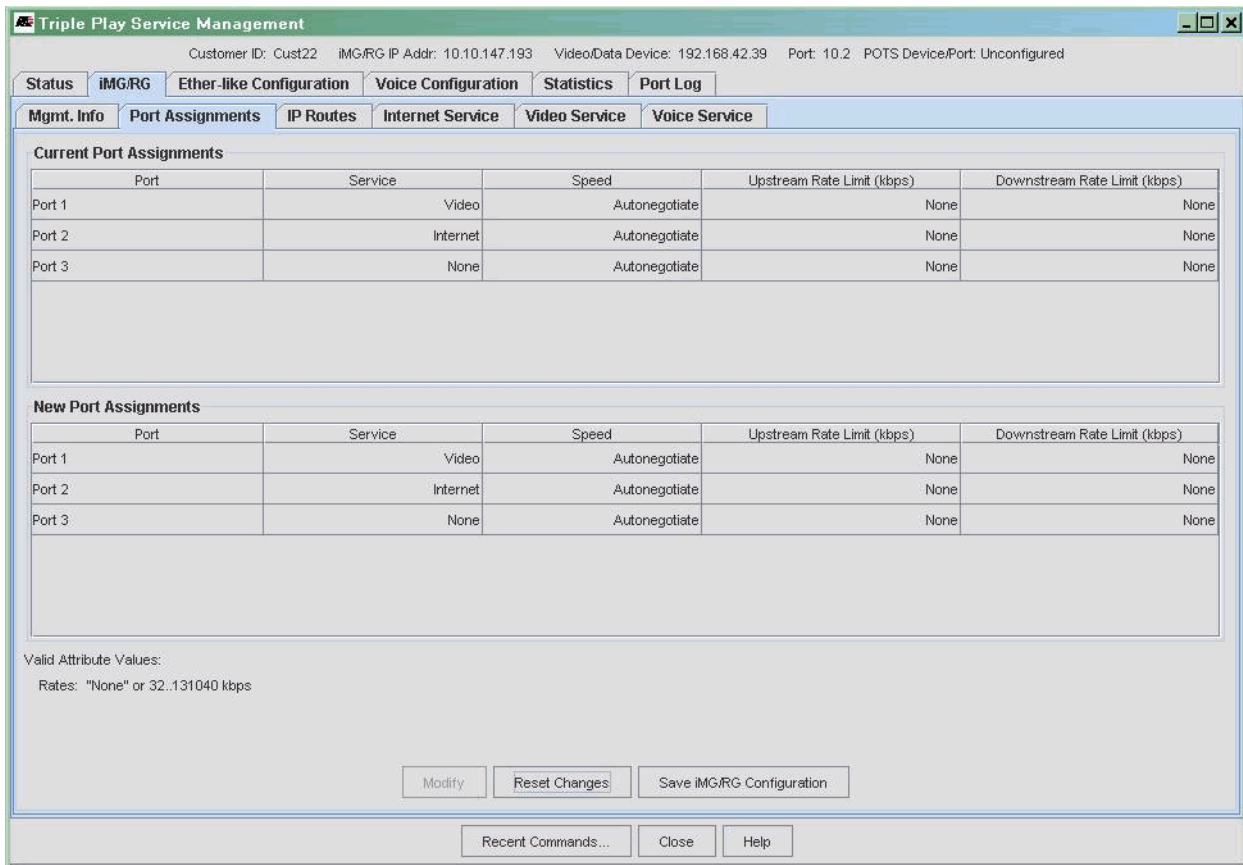 Triple Play Service Management
Customer ID: Cust22 iMG/RG IP Addr: 10.10.147.193 Video/Data Device: 192.168.42.39 Port: 10.2 POTS Device/Port: Unconfigured
Status iMG/RG Ether-like Configuration Voice Configuration Statistics Port Log
Mgmt. Info Port Assignments IP Routes Internet Service Video Service Voice Service
Current Port Assignments
Port Service Speed Upstream Rate Limit (kbps) Downstream Rate Limit (kbps)
Port 1 Video Autonegotiate None None
Port 2 Internet Autonegotiate None None
Port 3 None Autonegotiate None None
New Port Assignments
Port Service Speed Upstream Rate Limit (kbps) Downstream Rate Limit (kbps)
Port 1 Video Autonegotiate None None
Port 2 Internet Autonegotiate None None
Port 3 None Autonegotiate None None
Valid Attribute Values:
Rates: "None" or 32..131040 kbps
Modify Reset Changes Save iMG/RG Configuration
Recent Commands... Close Help